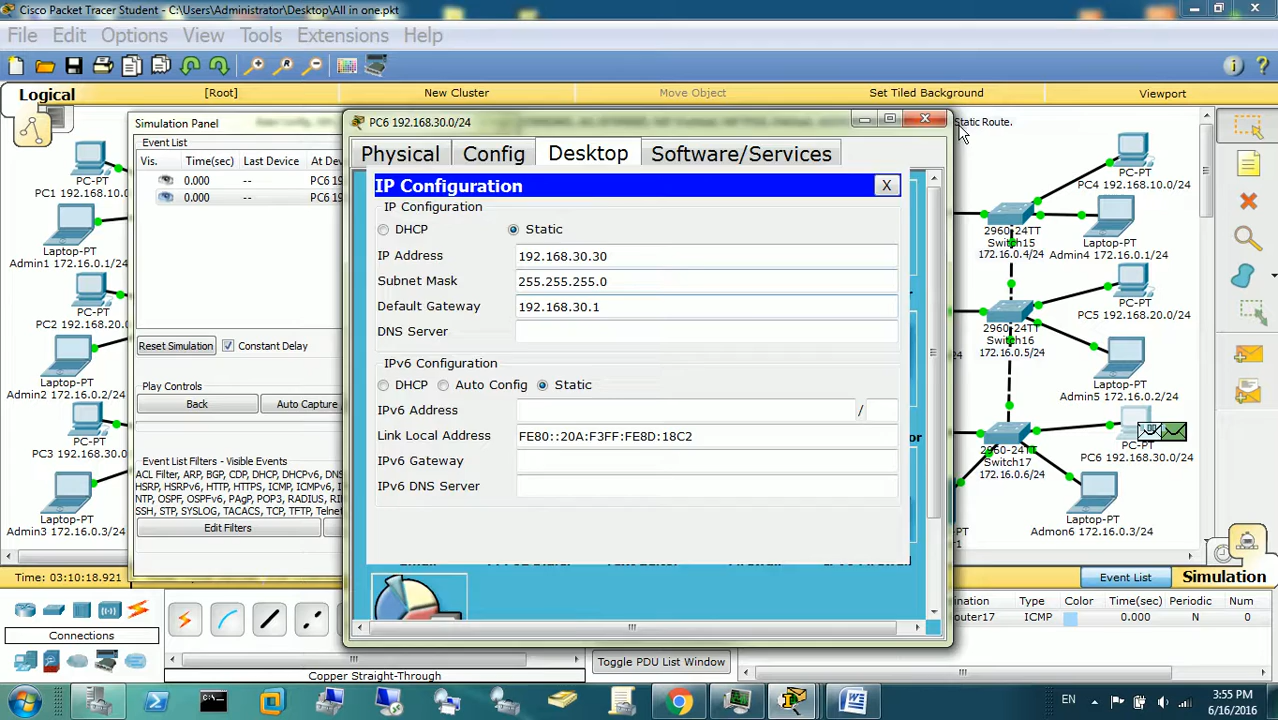 Cisco Packet Tracer Student - C:\Users\Administrator\Desktop\All in one.pkt
File Edit Options View Tools Extensions Help
Logical
[Root]
New Cluster
Move Object
Set Tiled Background
Viewport
Simulation Panel
Event List
Vis. Time(sec) Last Device At Device
0.000 -- PC6 19
0.000 -- PC6 19
Reset Simulation
Constant Delay
Play Controls
Back
Auto Capture
Event List Filters - Visible Events
ACL Filter, ARP, BGP, CDP, DHCP, DHCPv6,
HSRP, HSRPv6, HTTP, HTTPS, ICMP, ICMPv6,
NTP, OSPF, OSPFv6, PAgP, POP3, RADIUS, RI
SSH, STP, SYSLOG, TACACS, TCP, TFTP, Telne
Edit Filters
PC-PT
PC1 192.168.10.0/24
Laptop-PT
Admin1 172.16.0.1/24
PC-PT
PC2 192.168.20.0/24
Laptop-PT
Admin2 172.16.0.2/24
PC-PT
PC3 192.168.30.0/24
Laptop-PT
Admin3 172.16.0.3/24
PC6 192.168.30.0/24
Physical
Config
Desktop
Software/Services
IP Configuration
X
IP Configuration
DHCP
Static
IP Address
192.168.30.30
Subnet Mask
255.255.255.0
Default Gateway
192.168.30.1
DNS Server
IPv6 Configuration
DHCP
Auto Config
Static
IPv6 Address
/
Link Local Address
FE80::20A:F3FF:FE8D:18C2
IPv6 Gateway
IPv6 DNS Server
Static Route.
PC-PT
PC4 192.168.10.0/24
2960-24TT
Switch15
172.16.0.4/24
Laptop-PT
Admin4 172.16.0.1/24
PC-PT
PC5 192.168.20.0/24
2960-24TT
Switch16
172.16.0.5/24
Laptop-PT
Admin5 172.16.0.2/24
2960-24TT
Switch17
172.16.0.6/24
PC-PT
PC6 192.168.30.0/24
Laptop-PT
Admon6 172.16.0.3/24
Time: 03:10:18.921
Event List
Simulation
ination Type Color Time(sec) Periodic Num
outer17 ICMP 0.000 N 0
Connections
Copper Straight-Through
Toggle PDU List Window
EN
3:55 PM
6/16/2016